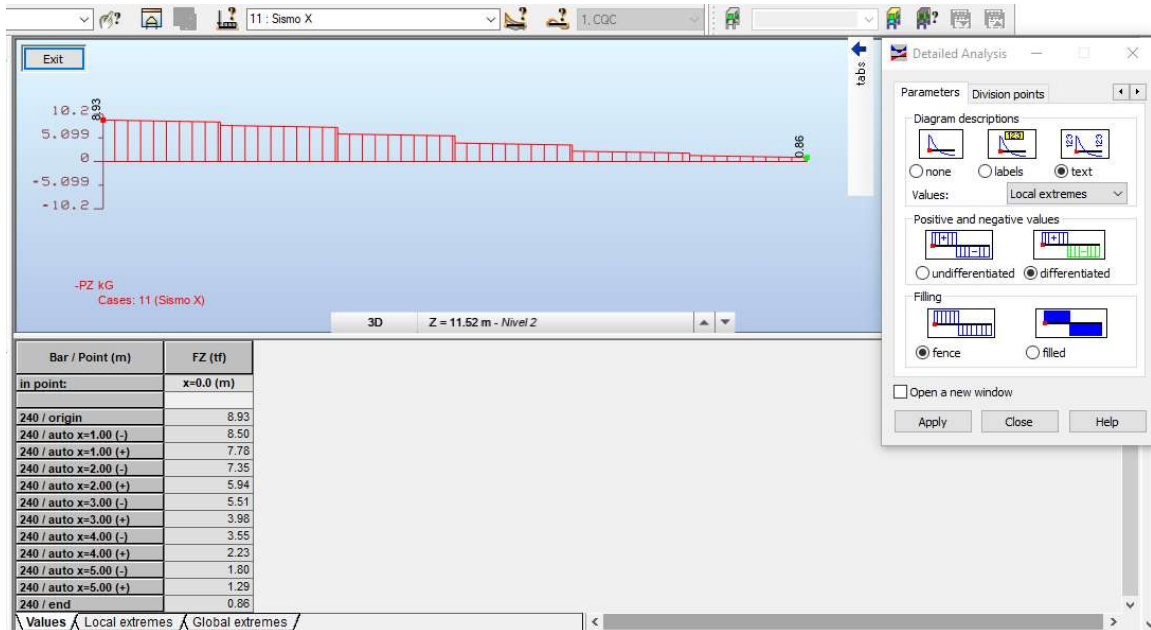 11 : Sismo X
1. CQC
Exit
tabs
8.93
10.2
5.099
0
-5.099
-10.2
0.86
-PZ kG
Cases: 11 (Sismo X)
3D Z = 11.52 m - Nivel 2
Bar / Point (m) FZ (tf)
in point: x=0.0 (m)
240 / origin 8.93
240 / auto x=1.00 (-) 8.50
240 / auto x=1.00 (+) 7.78
240 / auto x=2.00 (-) 7.35
240 / auto x=2.00 (+) 5.94
240 / auto x=3.00 (-) 5.51
240 / auto x=3.00 (+) 3.98
240 / auto x=4.00 (-) 3.55
240 / auto x=4.00 (+) 2.23
240 / auto x=5.00 (-) 1.80
240 / auto x=5.00 (+) 1.29
240 / end 0.86
Values Local extremes Global extremes
Detailed Analysis
Parameters Division points
Diagram descriptions
123 123 123
none labels text
Values: Local extremes
Positive and negative values
undifferentiated differentiated
Filling
fence filled
Open a new window
Apply Close Help